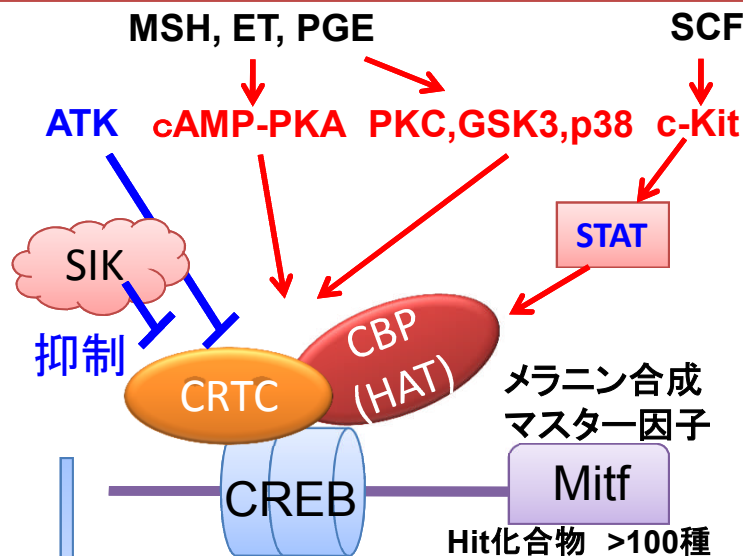 MSH, ET, PGE
SCF
ATK
cAMP-PKA
PKC,GSK3,p38
c-Kit
STAT
SIK
抑制
CBP
(HAT)
CRTC
メラニン合成
マスター因子
CREB
Mitf
Hit化合物 >100種